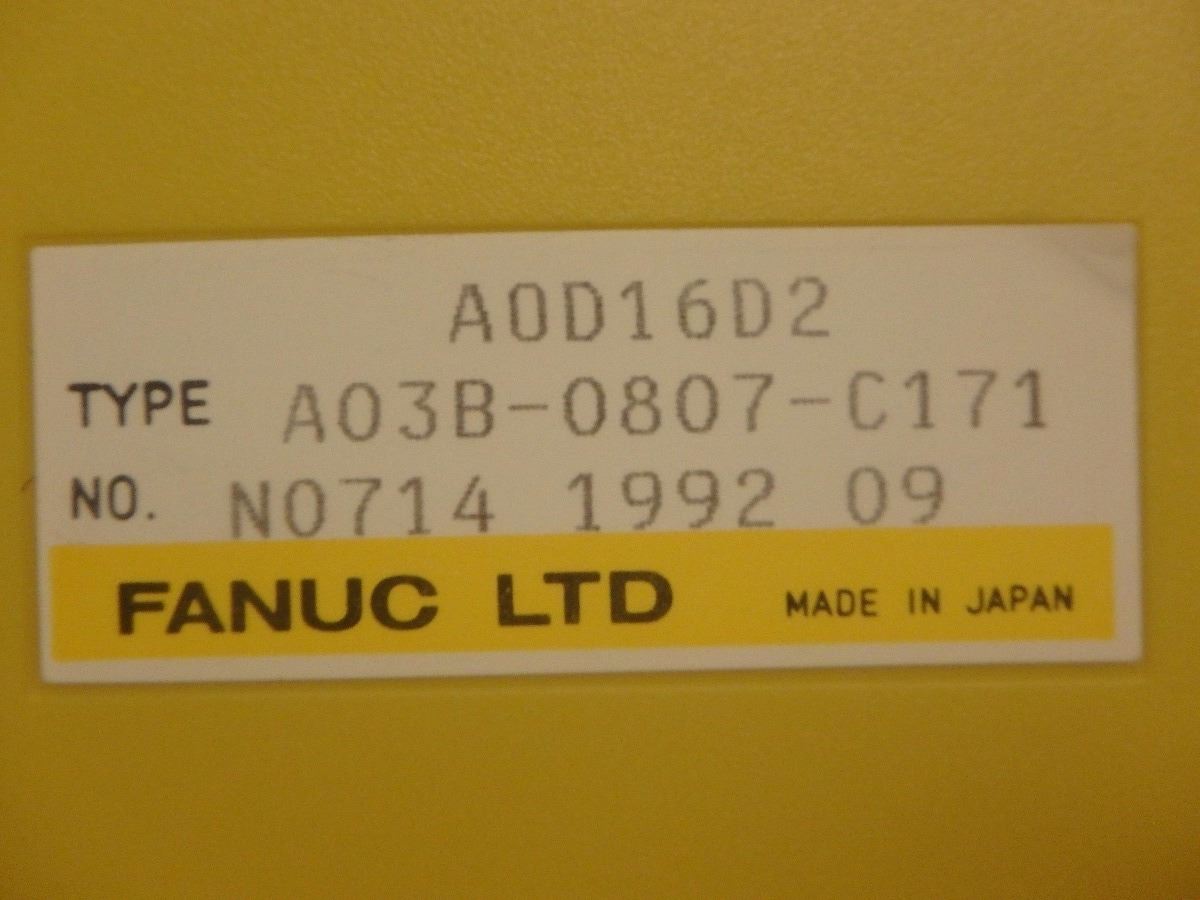 A0D16D2
TYPE A03B-0807-C171
NO. N0714 1992 09
FANUC LTD MADE IN JAPAN